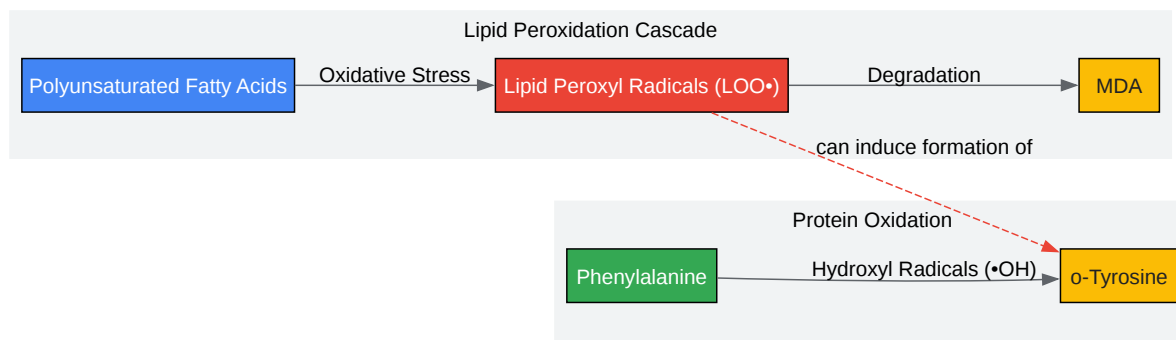 Lipid Peroxidation Cascade
Polyunsaturated Fatty Acids
Oxidative Stress
Lipid Peroxyl Radicals (LOO•)
Degradation
MDA
can induce formation of
Protein Oxidation
Phenylalanine
Hydroxyl Radicals (•OH)
o-Tyrosine